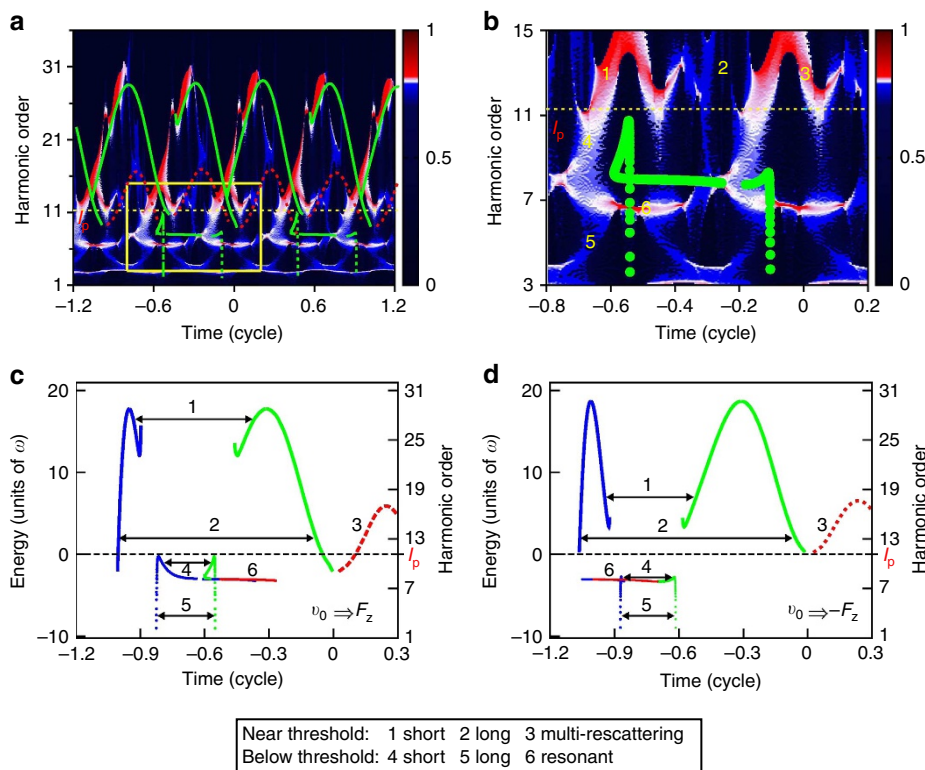 a
Harmonic order
31
21
11
1
Ip
–1.2 –0.6 0 0.6 1.2
Time (cycle)
1
0.5
0
b
Harmonic order
15
11
7
3
Ip
1 2 3
4
5
6
–0.8 –0.6 –0.4 –0.2 0 0.2
Time (cycle)
1
0.5
0
c
Energy (units of ω)
20
10
0
–10
1
2
3
4
6
5
υ0 ⇒ Fz
31
25
19
13
Ip
7
1
Harmonic order
–1.2 –0.9 –0.6 –0.3 0 0.3
Time (cycle)
d
Energy (units of ω)
20
10
0
–10
1
2
3
6 4
5
υ0 ⇒ –Fz
31
25
19
13
Ip
7
1
Harmonic order
–1.2 –0.9 –0.6 –0.3 0 0.3
Time (cycle)
Near threshold: 1 short 2 long 3 multi-rescattering
Below threshold: 4 short 5 long 6 resonant